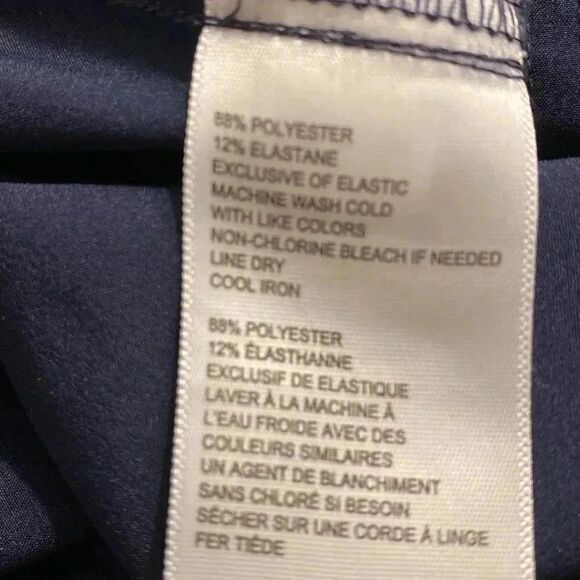 88% POLYESTER
12% ELASTANE
EXCLUSIVE OF ELASTIC
MACHINE WASH COLD
WITH LIKE COLORS
NON-CHLORINE BLEACH IF NEEDED
LINE DRY
COOL IRON
88% POLYESTER
12% ÉLASTHANNE
EXCLUSIF DE ELASTIQUE
LAVER À LA MACHINE À
L'EAU FROIDE AVEC DES
COULEURS SIMILAIRES
UN AGENT DE BLANCHIMENT
SANS CHLORÉ SI BESOIN
SÉCHER SUR UNE CORDE À LINGE
FER TIÉDE